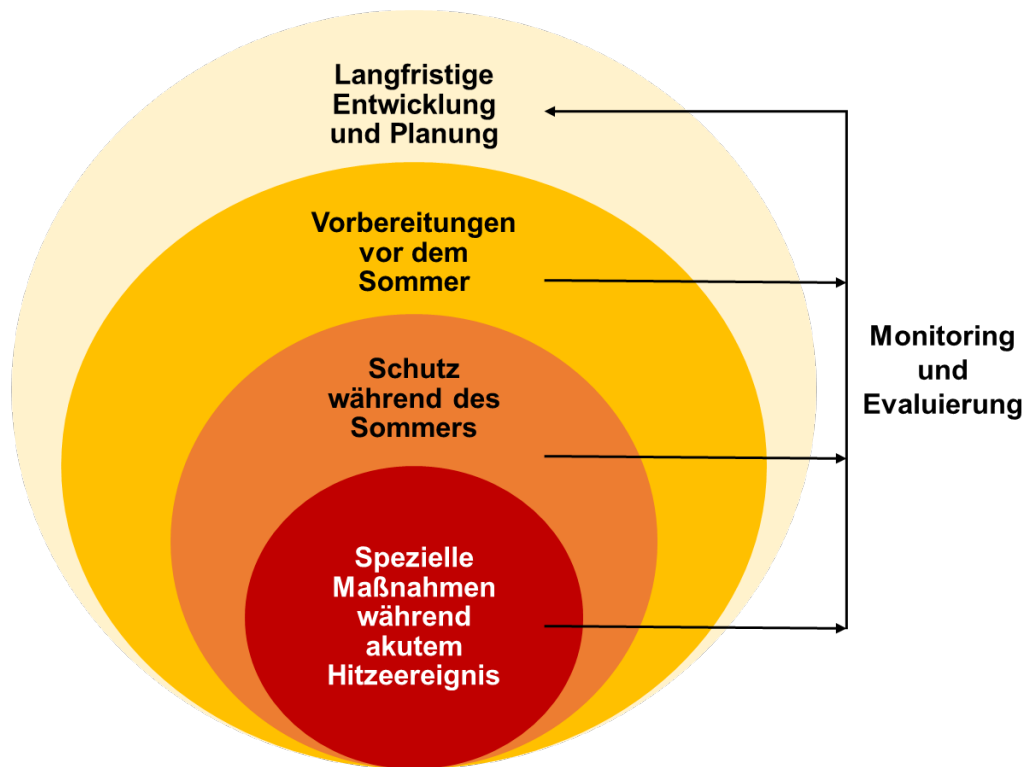 Langfristige
Entwicklung
und Planung
Vorbereitungen
vor dem
Sommer
Schutz
während des
Sommers
Spezielle
Maßnahmen
während
akutem
Hitzeereignis
Monitoring
und
Evaluierung